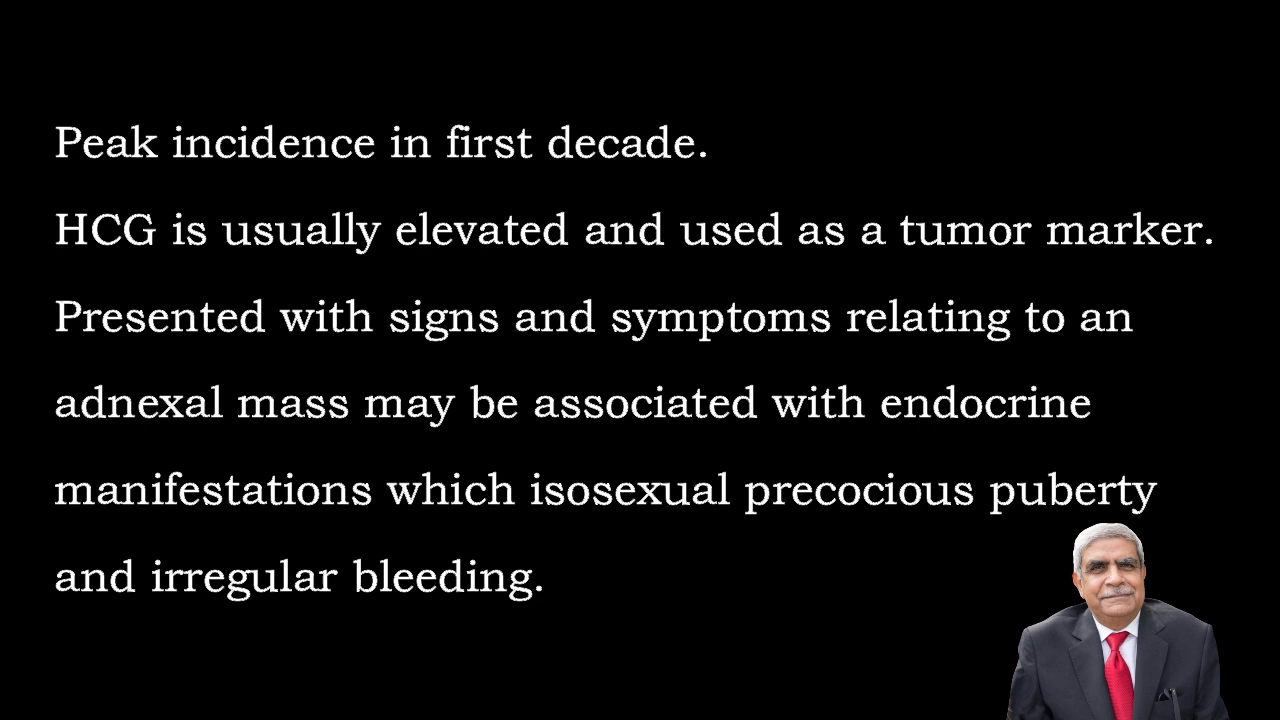 Peak incidence in first decade.
HCG is usually elevated and used as a tumor marker.
Presented with signs and symptoms relating to an
adnexal mass may be associated with endocrine
manifestations which isosexual precocious puberty
and irregular bleeding.